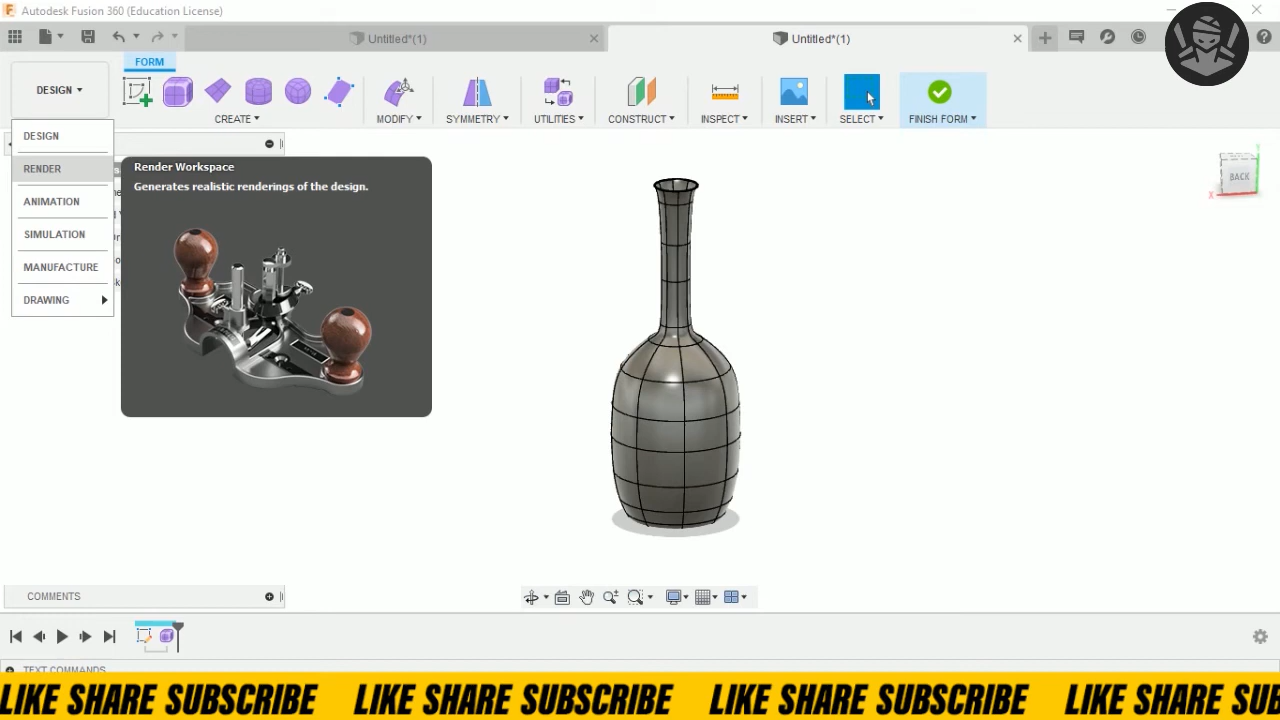 Autodesk Fusion 360 (Education License)
Untitled*(1)
Untitled*(1)
FORM
DESIGN
CREATE
MODIFY
SYMMETRY
UTILITIES
CONSTRUCT
INSPECT
INSERT
SELECT
FINISH FORM
DESIGN
RENDER
ANIMATION
SIMULATION
MANUFACTURE
DRAWING
Render Workspace
Generates realistic renderings of the design.
BACK
X
Y
COMMENTS
TEXT COMMANDS
LIKE SHARE SUBSCRIBE LIKE SHARE SUBSCRIBE LIKE SHARE SUBSCRIBE LIKE SHARE SUB